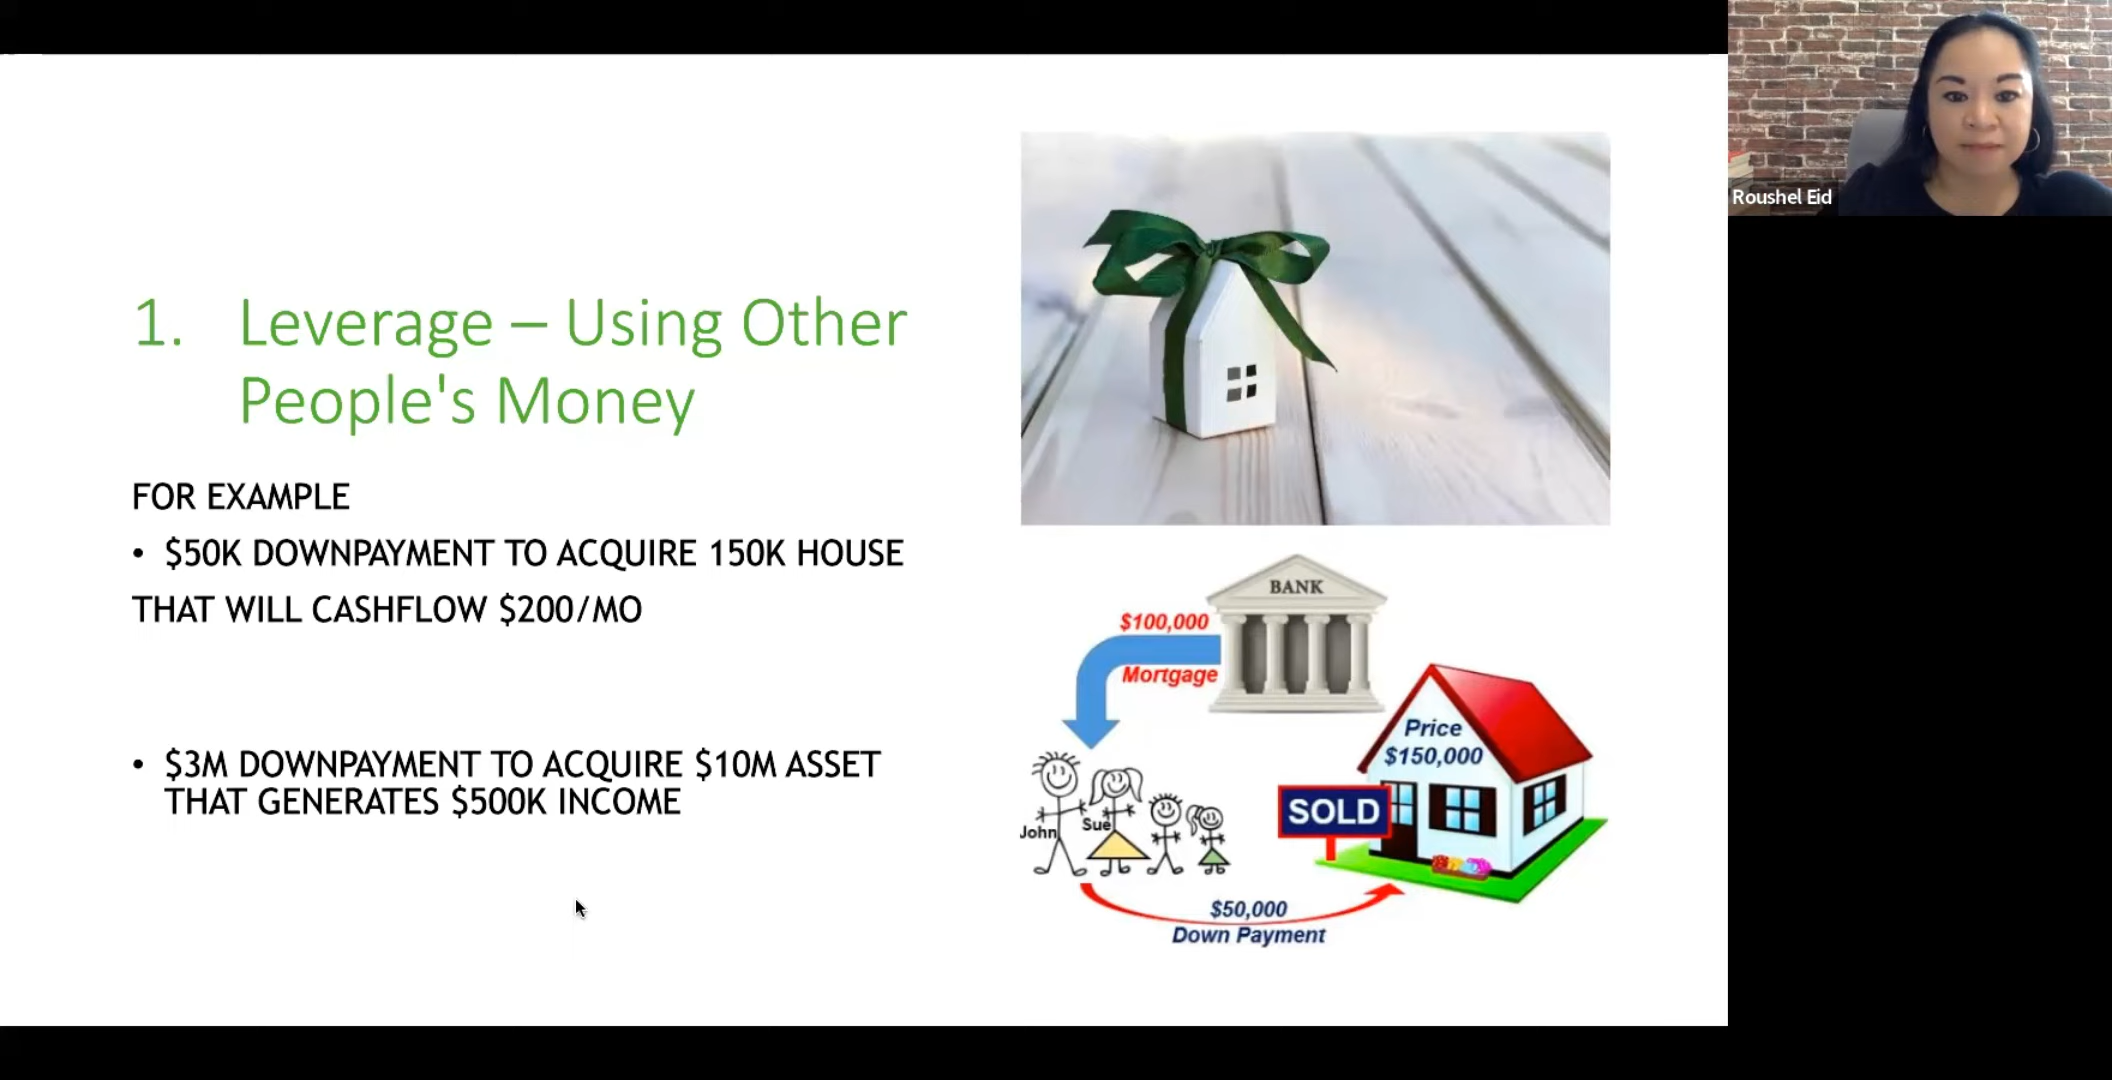 1. Leverage – Using Other
People's Money
FOR EXAMPLE
• $50K DOWNPAYMENT TO ACQUIRE 150K HOUSE
THAT WILL CASHFLOW $200/MO
• $3M DOWNPAYMENT TO ACQUIRE $10M ASSET
THAT GENERATES $500K INCOME
BANK
$100,000
Mortgage
Price
$150,000
SOLD
John
Sue
$50,000
Down Payment
Roushel Eid